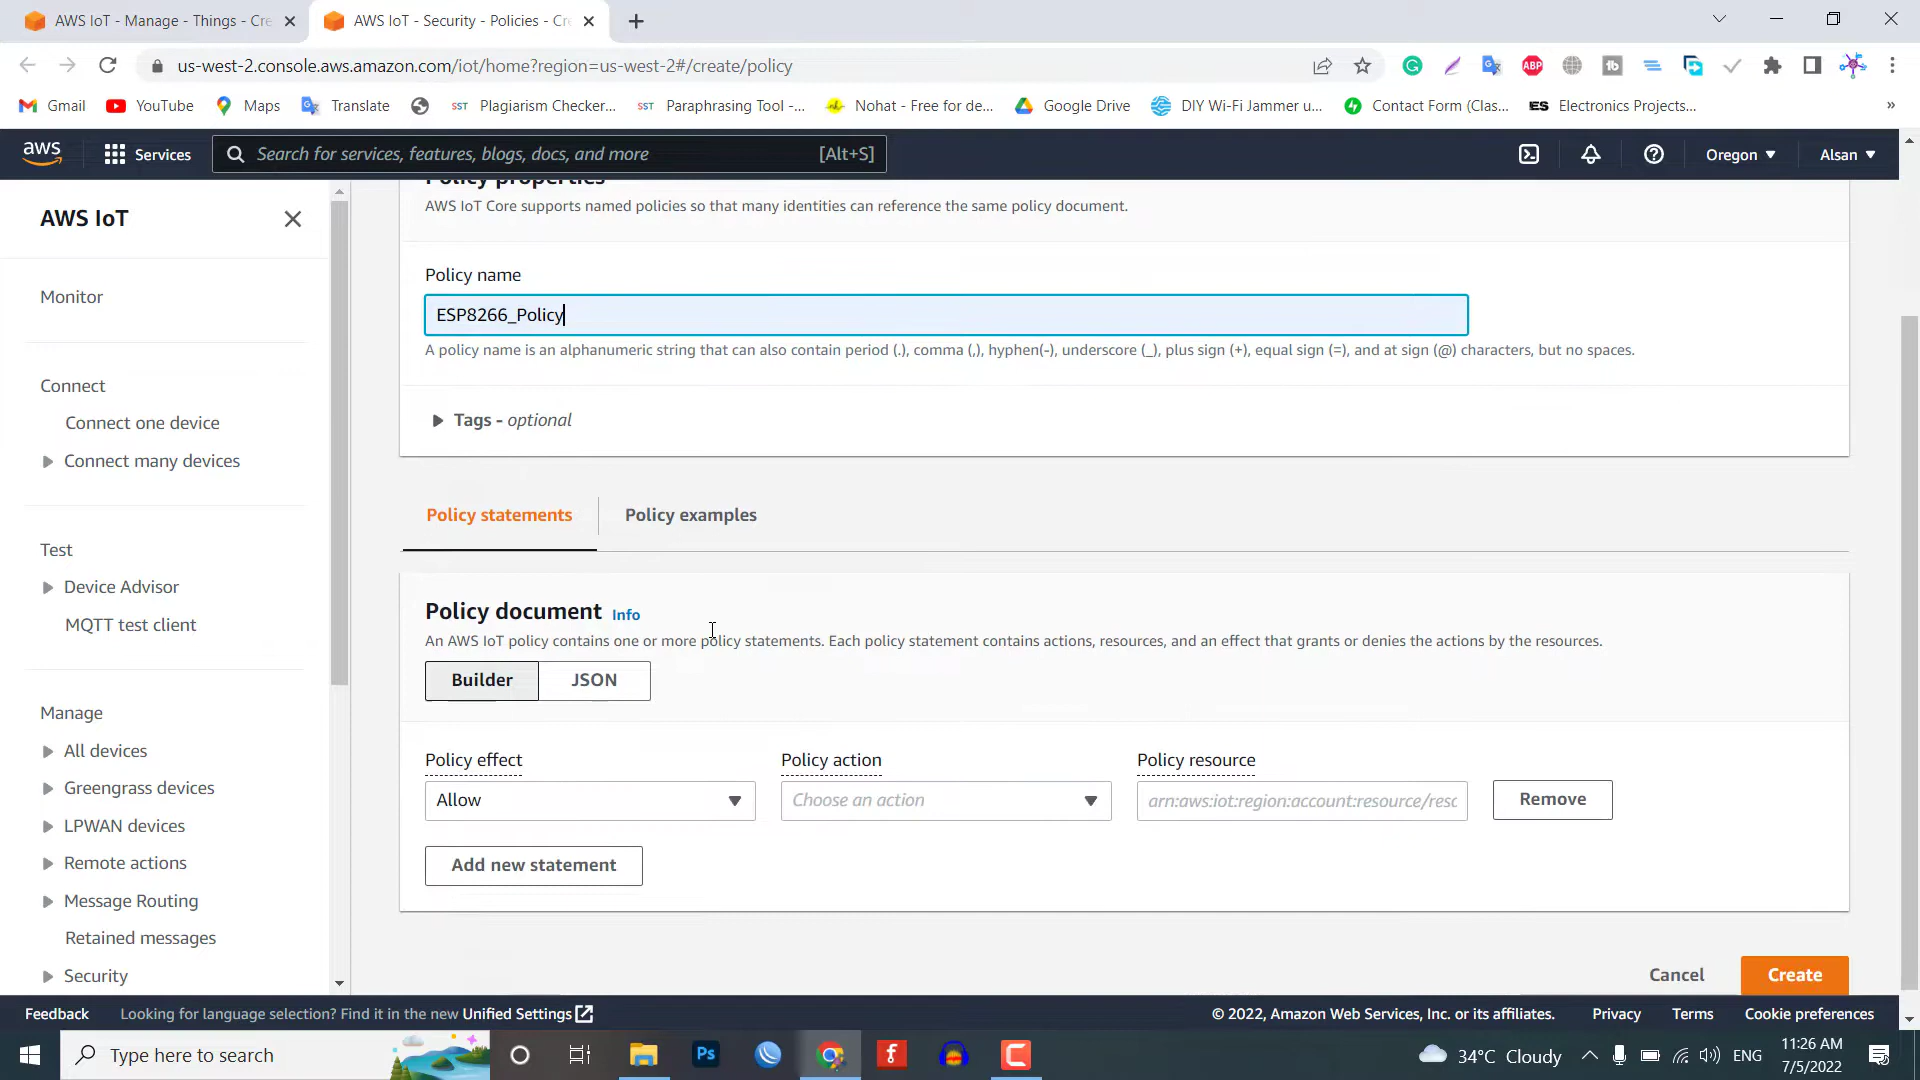 AWS IoT - Manage - Things - Cre
AWS IoT - Security - Policies - Cre
us-west-2.console.aws.amazon.com/iot/home?region=us-west-2#/create/policy
Gmail YouTube Maps Translate SST Plagiarism Checker... SST Paraphrasing Tool -... Nohat - Free for de... Google Drive DIY Wi-Fi Jammer u... Contact Form (Clas... ES Electronics Projects... »
aws Services Search for services, features, blogs, docs, and more [Alt+S] Oregon Alsan
AWS IoT
Monitor
Connect
Connect one device
Connect many devices
Test
Device Advisor
MQTT test client
Manage
All devices
Greengrass devices
LPWAN devices
Remote actions
Message Routing
Retained messages
Security
Policy properties
AWS IoT Core supports named policies so that many identities can reference the same policy document.
Policy name
ESP8266_Policy
A policy name is an alphanumeric string that can also contain period (.), comma (,), hyphen(-), underscore (_), plus sign (+), equal sign (=), and at sign (@) characters, but no spaces.
Tags - optional
Policy statements Policy examples
Policy document Info
An AWS IoT policy contains one or more policy statements. Each policy statement contains actions, resources, and an effect that grants or denies the actions by the resources.
Builder JSON
Policy effect Policy action Policy resource
Allow Choose an action arn:aws:iot:region:account:resource/resc Remove
Add new statement
Cancel Create
Feedback Looking for language selection? Find it in the new Unified Settings © 2022, Amazon Web Services, Inc. or its affiliates. Privacy Terms Cookie preferences
Type here to search Ps 34°C Cloudy ENG 11:26 AM
7/5/2022